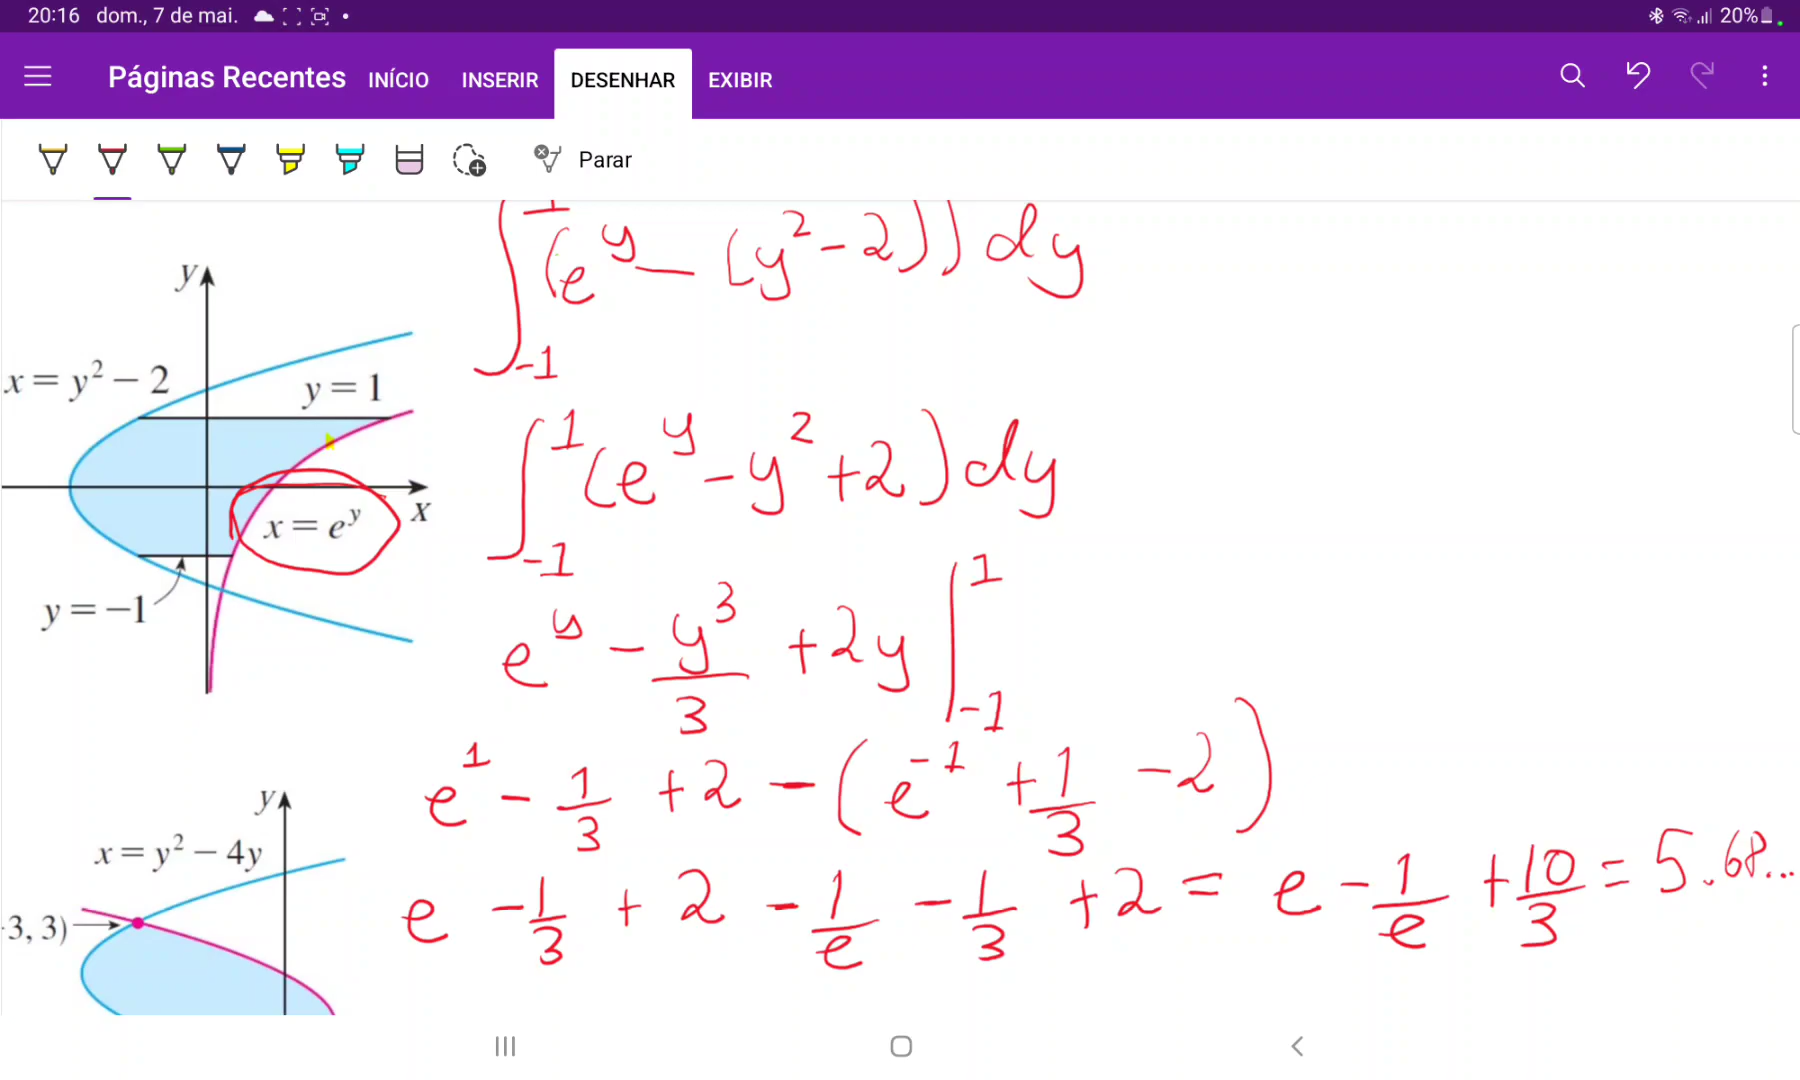 20:16 dom., 7 de mai. 20%
Páginas Recentes INÍCIO INSERIR DESENHAR EXIBIR
Parar
∫_{-1}^{1} (e^y - (y² - 2)) dy
y
x = y² − 2
y = 1
x = e^y
x
y = −1
∫_{-1}^{1} (e^y - y² + 2) dy
e^y - y³/3 + 2y |_{-1}^{1}
e^1 - 1/3 + 2 - (e^{-1} + 1/3 - 2)
e - 1/3 + 2 - 1/e - 1/3 + 2 = e - 1/e + 10/3 = 5.68...
y
x = y² − 4y
3, 3)